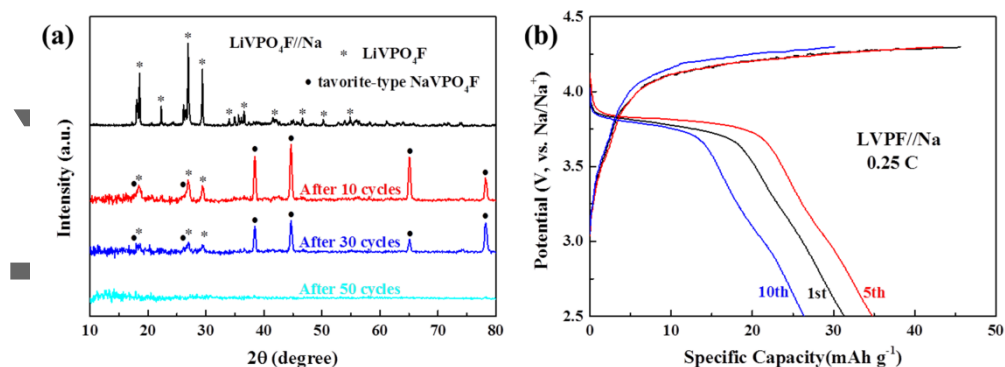 (a)
LiVPO₄F//Na
* LiVPO₄F
• tavorite-type NaVPO₄F
After 10 cycles
After 30 cycles
After 50 cycles
Intensity (a.u.)
10 20 30 40 50 60 70 80
2θ (degree)
(b)
4.5
4.0
3.5
3.0
2.5
Potential (V, vs. Na/Na⁺)
LVPF//Na
0.25 C
10th 1st 5th
0 10 20 30 40 50 60
Specific Capacity(mAh g⁻¹)